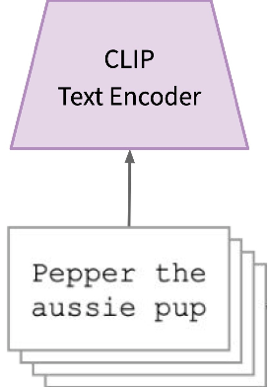 CLIP
Text Encoder
Pepper the
aussie pup